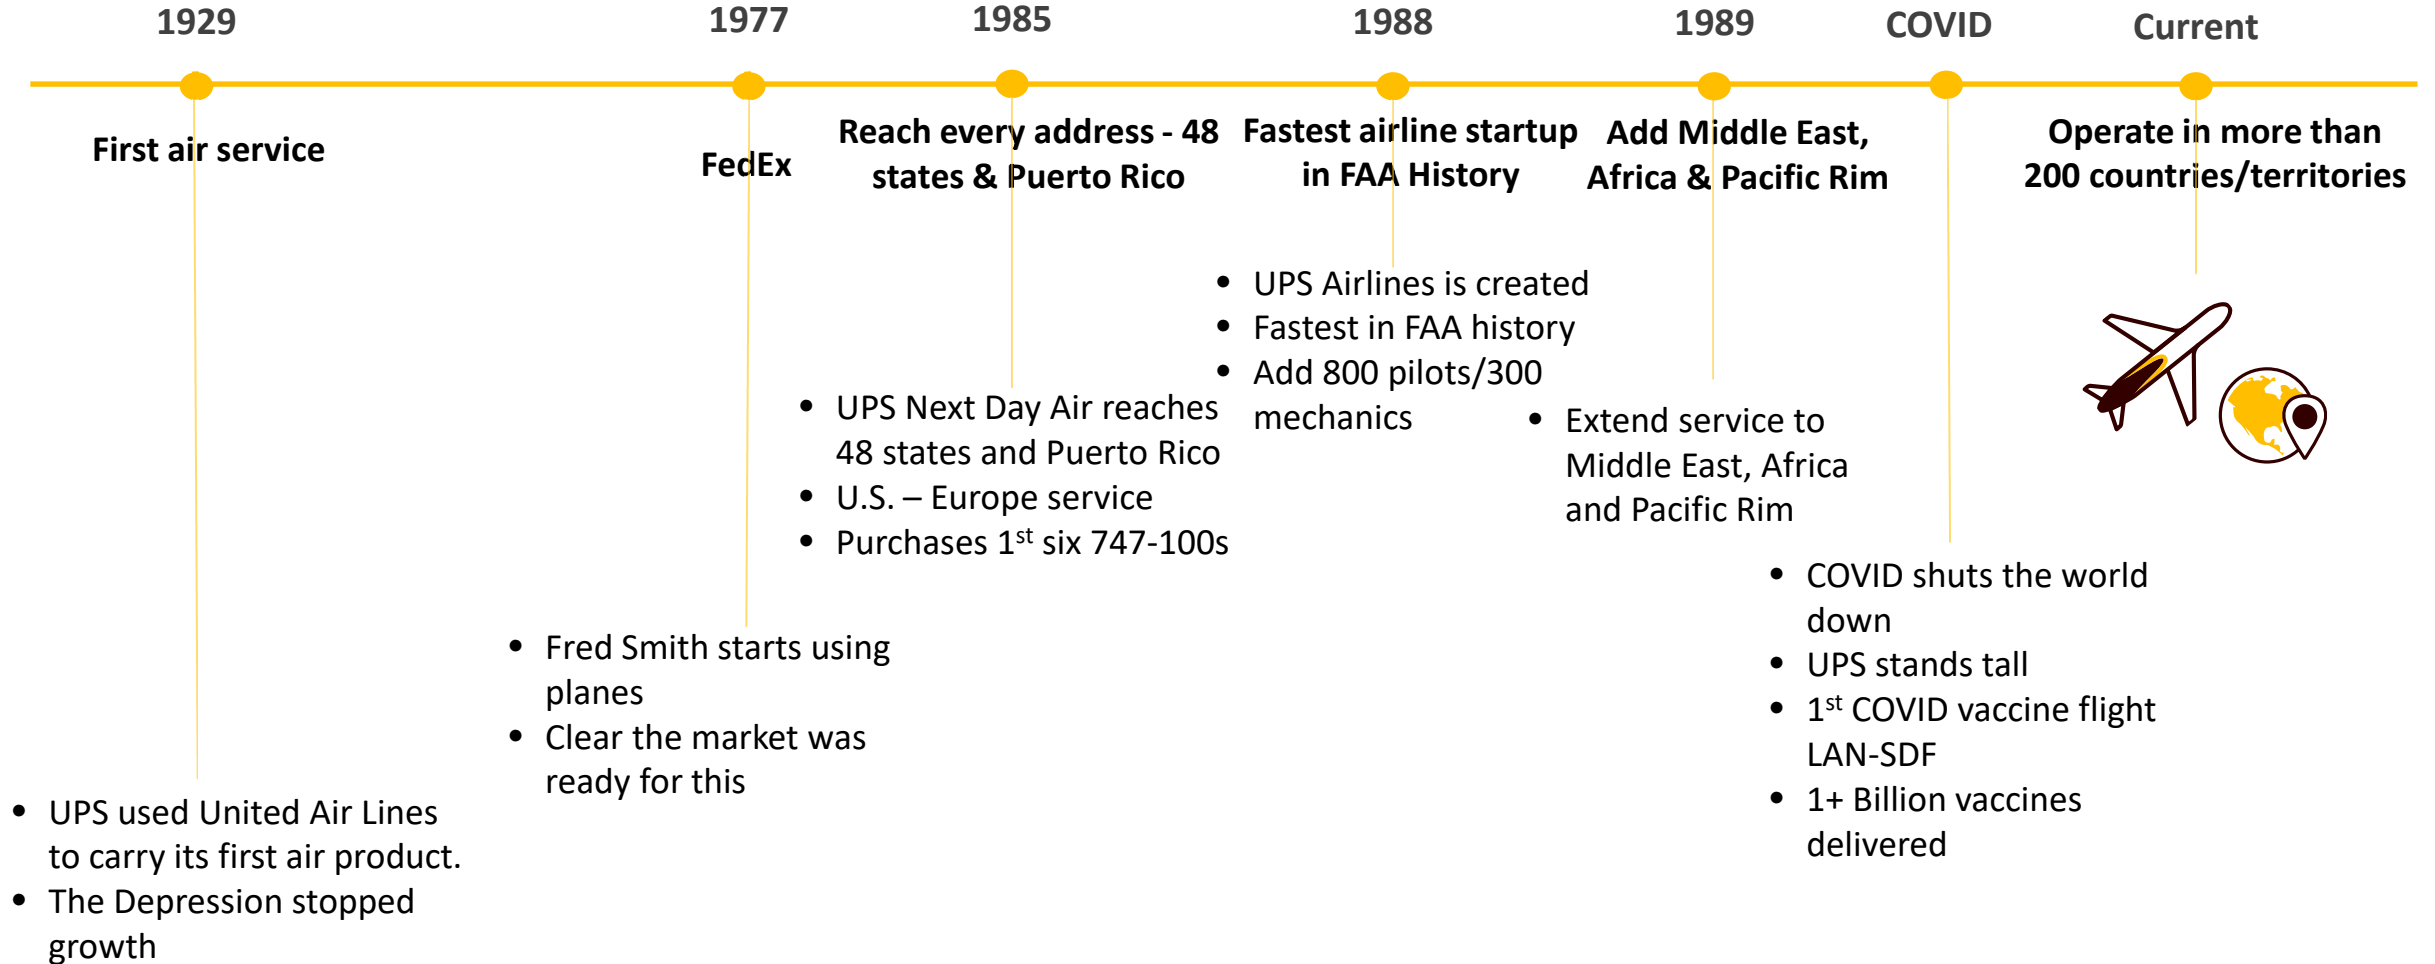 1929
1977
1985
1988
1989
COVID
Current
First air service
FedEx
Reach every address - 48
states & Puerto Rico
Fastest airline startup
in FAA History
Add Middle East,
Africa & Pacific Rim
Operate in more than
200 countries/territories
• UPS used United Air Lines
to carry its first air product.
• The Depression stopped
growth
• Fred Smith starts using
planes
• Clear the market was
ready for this
• UPS Next Day Air reaches
48 states and Puerto Rico
• U.S. – Europe service
• Purchases 1st six 747-100s
• UPS Airlines is created
• Fastest in FAA history
• Add 800 pilots/300
mechanics
• Extend service to
Middle East, Africa
and Pacific Rim
• COVID shuts the world
down
• UPS stands tall
• 1st COVID vaccine flight
LAN-SDF
• 1+ Billion vaccines
delivered